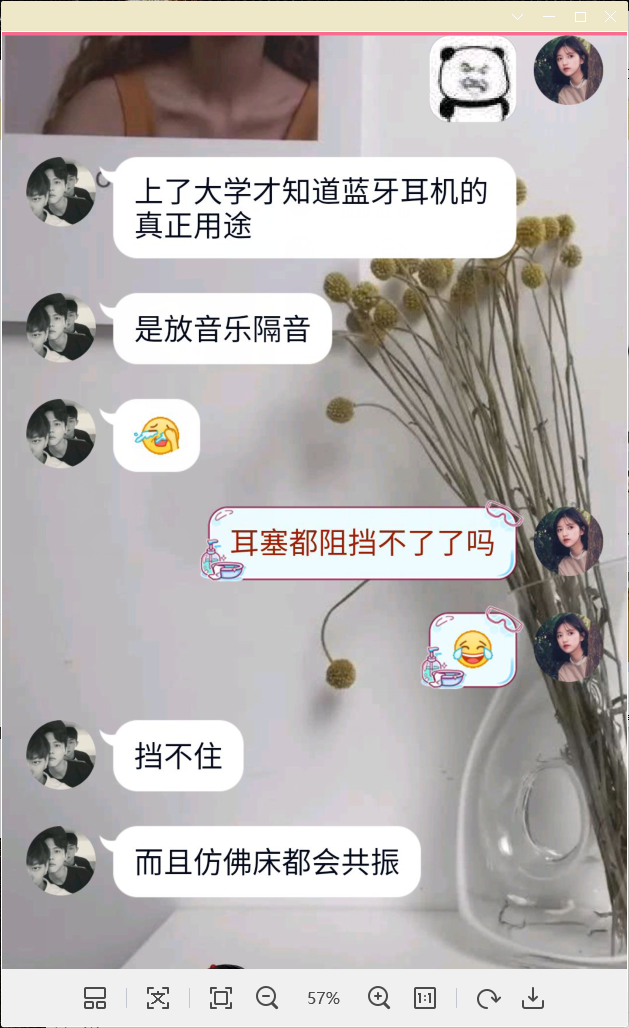 上了大学才知道蓝牙耳机的
真正用途
是放音乐隔音
耳塞都阻挡不了了吗
挡不住
而且仿佛床都会共振
57%
1:1